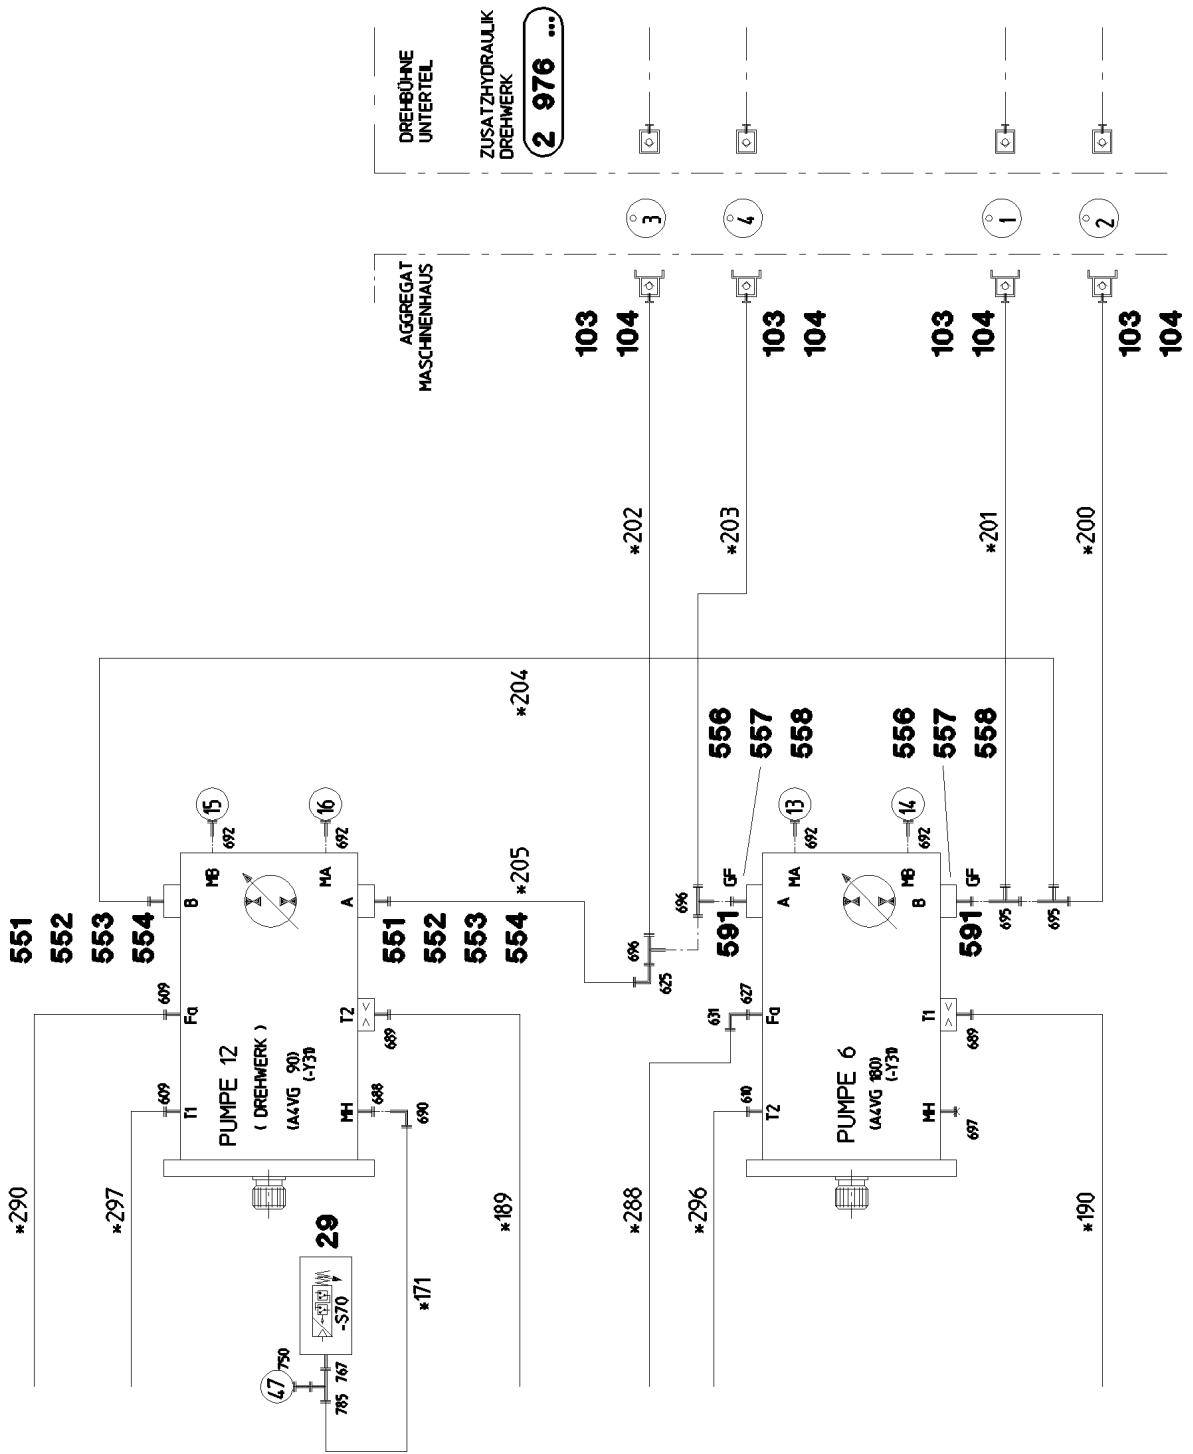 DREHBÜHNE
UNTERTEIL
ZUSATZHYDRAULIK
DREHWERK
2 976 ...
AGGREGAT
MASCHINENHAUS
3
4
1
2
103
104
103
104
103
104
103
104
*202
*203
*201
*200
*204
*205
556
557
558
556
557
558
15
16
13
14
692
692
692
692
MB
MA
MA
MB
B
A
A
B
GF
GF
551
552
553
554
551
552
553
554
591
591
696
696
695
695
625
609
Fa
T2
689
631
627
Fa
T1
689
609
T1
PUMPE 12
( DREHWERK )
(A4VG 90)
(-Y31)
MH
688
690
610
T2
PUMPE 6
(A4VG 180)
(-Y31)
MH
697
*290
*297
*189
*288
*296
*190
*171
29
-S70
47
750
767
785